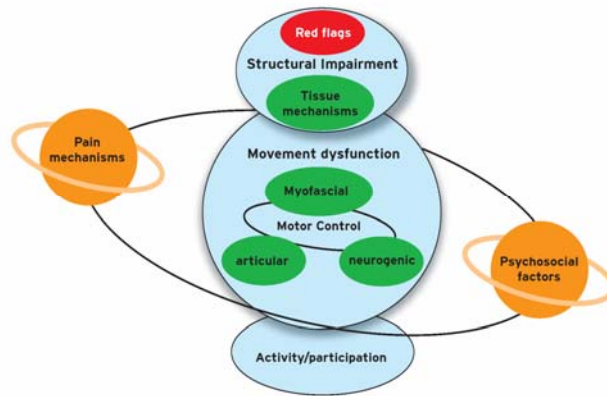 Red flags
Structural Impairment
Tissue
mechanisms
Pain
mechanisms
Movement dysfunction
Myofascial
Motor Control
articular
neurogenic
Psychosocial
factors
Activity/participation